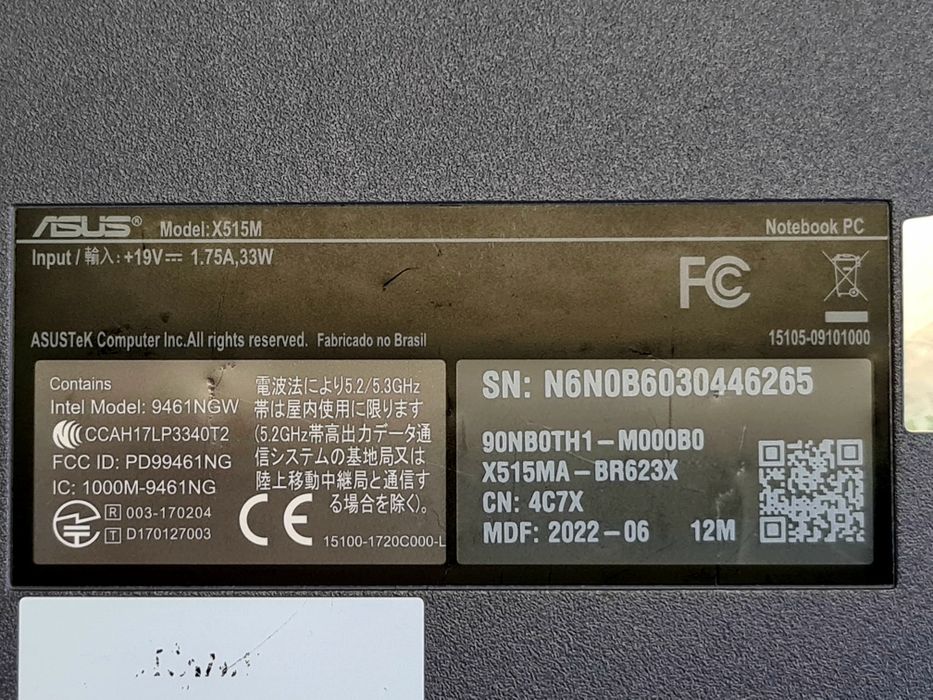 ASUS® Model:X515M Notebook PC
Input / 輸入: +19V⎓ 1.75A,33W
FC
ASUSTeK Computer Inc.All rights reserved. Fabricado no Brasil
15105-09101000
Contains
Intel Model: 9461NGW
CCAH17LP3340T2
FCC ID: PD99461NG
IC: 1000M-9461NG
R 003-170204
T D170127003
電波法により5.2/5.3GHz
帯は屋内使用に限ります
(5.2GHz帯高出力データ通
信システムの基地局又は
陸上移動中継局と通信す
る場合を除く)。
CE
15100-1720C000-L
SN: N6N0B6030446265
90NB0TH1-M000B0
X515MA-BR623X
CN: 4C7X
MDF: 2022-06 12M